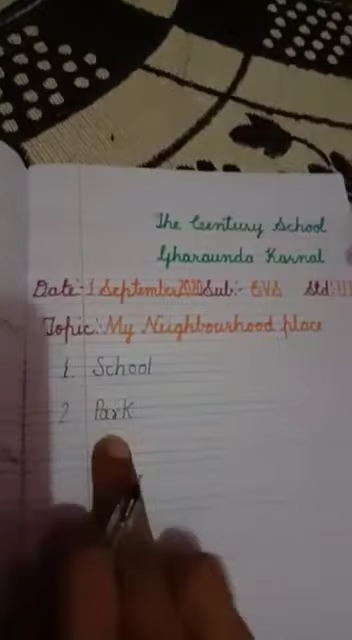 The Century School
Gharaunda Karnal
Date:-1 September 2020 Sub:- EVS Std:III
Topic:- My Neighbourhood place
1. School
2. Park